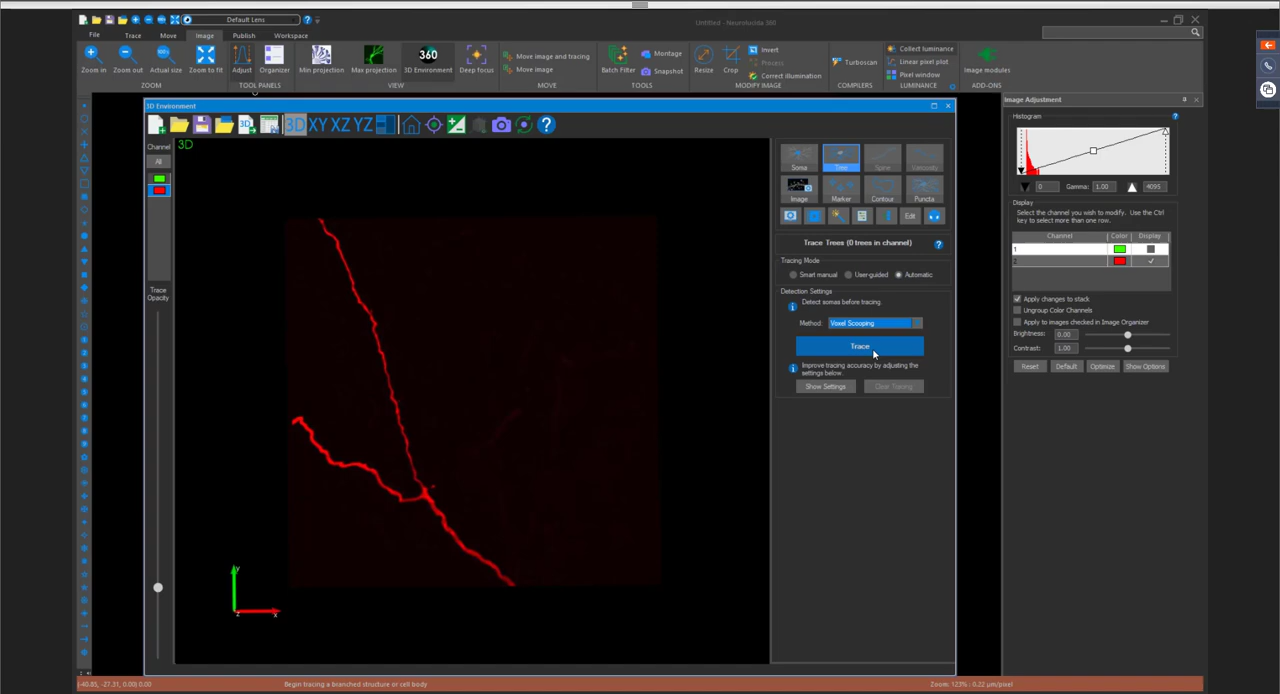 Default Lens
Untitled - Neurolucida 360
File Trace Move Image Publish Workspace
Zoom in Zoom out Actual size Zoom to fit
ZOOM
Adjust Organizer
TOOL PANELS
Min projection Max projection 3D Environment Deep focus
VIEW
Move image and tracing
Move image
MOVE
Batch Filter Montage
Snapshot
TOOLS
Resize Crop Invert
Process
Correct illumination
MODIFY IMAGE
Turboscan
COMPILERS
Collect luminance
Linear pixel plot
Pixel window
LUMINANCE
Image modules
ADD-ONS
3D Environment
3D XY XZ YZ
Channel
All
Trace
Opacity
3D
y
z x
Soma Tree Spine Varicosity
Image Marker Contour Puncta
Edit
Trace Trees (0 trees in channel)
Tracing Mode
Smart manual User-guided Automatic
Detection Settings
Detect somas before tracing.
Method: Voxel Scooping
Trace
Improve tracing accuracy by adjusting the
settings below.
Show Settings Clear Tracing
Image Adjustment
Histogram
0 Gamma: 1.00 4095
Display
Select the channel you wish to modify. Use the Ctrl
key to select more than one row.
Channel Color Display
1
2
Apply changes to stack
Ungroup Color Channels
Apply to images checked in Image Organizer
Brightness: 0.00
Contrast: 1.00
Reset Default Optimize Show Options
(-40.85, -27.31, 0.00) 0.00 Begin tracing a branched structure or cell body Zoom: 123% : 0.22 µm/pixel